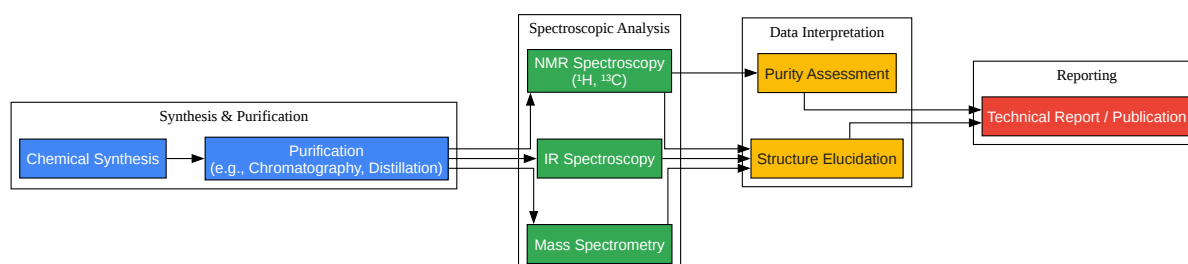 Synthesis & Purification
Chemical Synthesis
Purification
(e.g., Chromatography, Distillation)
Spectroscopic Analysis
NMR Spectroscopy
(¹H, ¹³C)
IR Spectroscopy
Mass Spectrometry
Data Interpretation
Purity Assessment
Structure Elucidation
Reporting
Technical Report / Publication